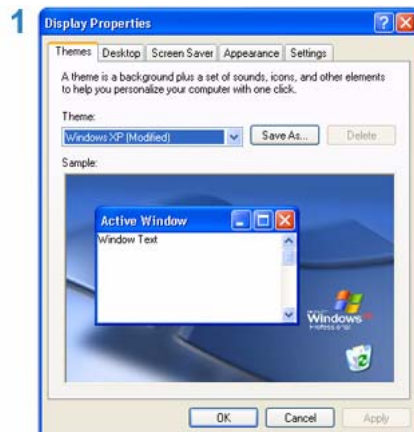 1
Display Properties
Themes Desktop Screen Saver Appearance Settings
A theme is a background plus a set of sounds, icons, and other elements
to help you personalize your computer with one click.
Theme:
Windows XP (Modified) Save As... Delete
Sample:
Active Window
Window Text
Windows
Professional
OK Cancel Apply